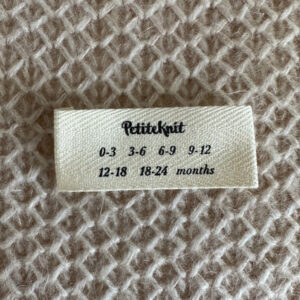 PetiteKnit
0-3 3-6 6-9 9-12
12-18 18-24 months